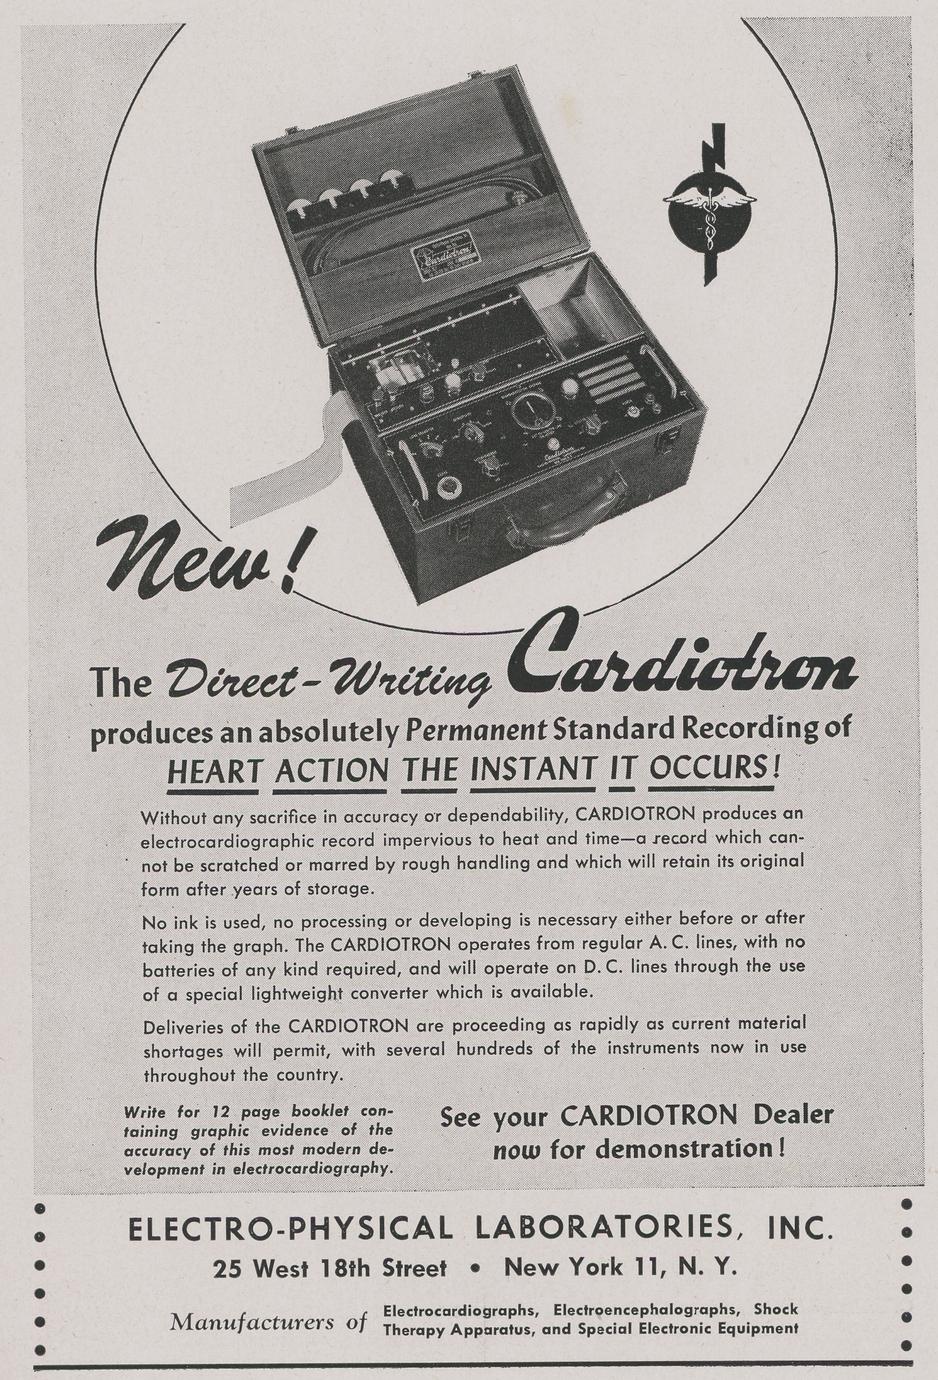 Cardiotron
Cardiotron
New!
The Direct-Writing Cardiotron
produces an absolutely Permanent Standard Recording of
HEART ACTION THE INSTANT IT OCCURS!
Without any sacrifice in accuracy or dependability, CARDIOTRON produces an
electrocardiographic record impervious to heat and time—a record which can-
not be scratched or marred by rough handling and which will retain its original
form after years of storage.
No ink is used, no processing or developing is necessary either before or after
taking the graph. The CARDIOTRON operates from regular A. C. lines, with no
batteries of any kind required, and will operate on D. C. lines through the use
of a special lightweight converter which is available.
Deliveries of the CARDIOTRON are proceeding as rapidly as current material
shortages will permit, with several hundreds of the instruments now in use
throughout the country.
Write for 12 page booklet con-
taining graphic evidence of the
accuracy of this most modern de-
velopment in electrocardiography.
See your CARDIOTRON Dealer
now for demonstration!
ELECTRO-PHYSICAL LABORATORIES, INC.
25 West 18th Street • New York 11, N. Y.
Manufacturers of
Electrocardiographs, Electroencephalographs, Shock
Therapy Apparatus, and Special Electronic Equipment